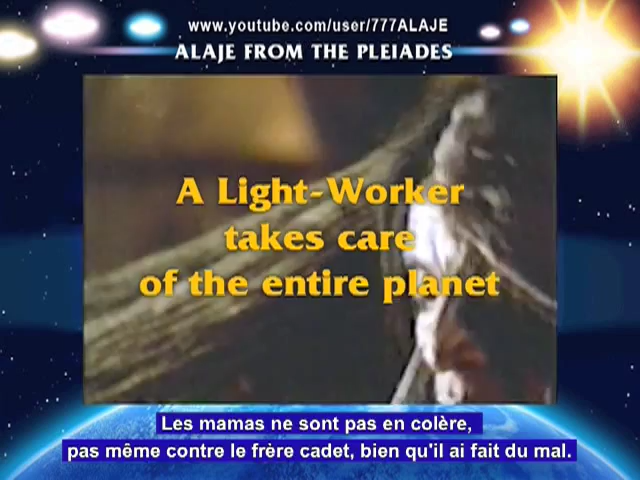 www.youtube.com/user/777ALAJE
ALAJE FROM THE PLEIADES
A Light-Worker
takes care
of the entire planet
Les mamas ne sont pas en colère,
pas même contre le frère cadet, bien qu'il ai fait du mal.